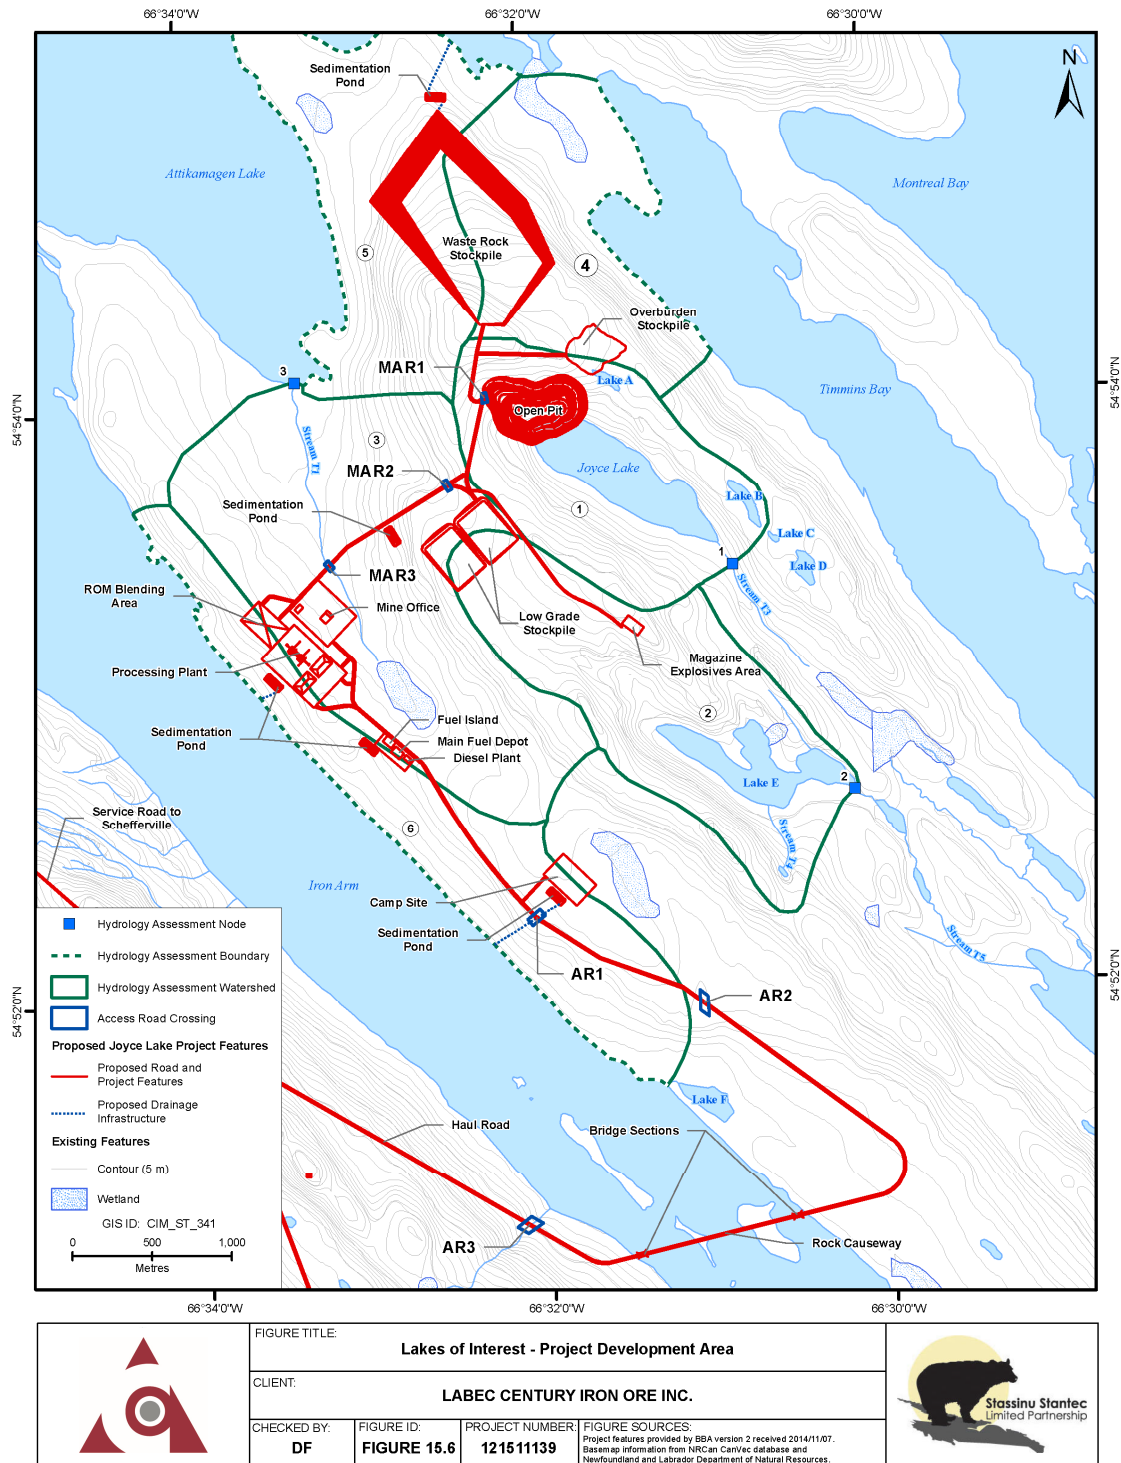 66°34'0"W
66°32'0"W
66°30'0"W
N
Sedimentation
Pond
Attikamagen Lake
Montreal Bay
5
Waste Rock
Stockpile
4
Overburden
Stockpile
MAR1
3
Lake A
Timmins Bay
54°54'0"N
54°54'0"N
Open Pit
Stream T1
3
MAR2
Joyce Lake
Lake B
Sedimentation
Pond
1
Lake C
1
Lake D
MAR3
ROM Blending
Area
Stream T3
Mine Office
Low Grade
Stockpile
Processing Plant
Magazine
Explosives Area
2
Fuel Island
Sedimentation
Pond
Main Fuel Depot
Diesel Plant
Lake E
2
Service Road to
Schefferville
6
Stream T4
Iron Arm
Camp Site
Sedimentation
Pond
Stream T5
AR1
AR2
54°52'0"N
54°52'0"N
Hydrology Assessment Node
Hydrology Assessment Boundary
Hydrology Assessment Watershed
Access Road Crossing
Proposed Joyce Lake Project Features
Proposed Road and
Project Features
Proposed Drainage
Infrastructure
Existing Features
Contour (5 m)
Wetland
GIS ID: CIM_ST_341
0 500 1,000
Metres
Lake F
Haul Road
Bridge Sections
AR3
Rock Causeway
66°34'0"W
66°32'0"W
66°30'0"W
FIGURE TITLE:
Lakes of Interest - Project Development Area
CLIENT:
LABEC CENTURY IRON ORE INC.
CHECKED BY:
DF
FIGURE ID:
FIGURE 15.6
PROJECT NUMBER:
121511139
FIGURE SOURCES:
Project features provided by BBA version 2 received 2014/11/07.
Basemap information from NRCan CanVec database and
Newfoundland and Labrador Department of Natural Resources.
Stassinu Stantec
Limited Partnership